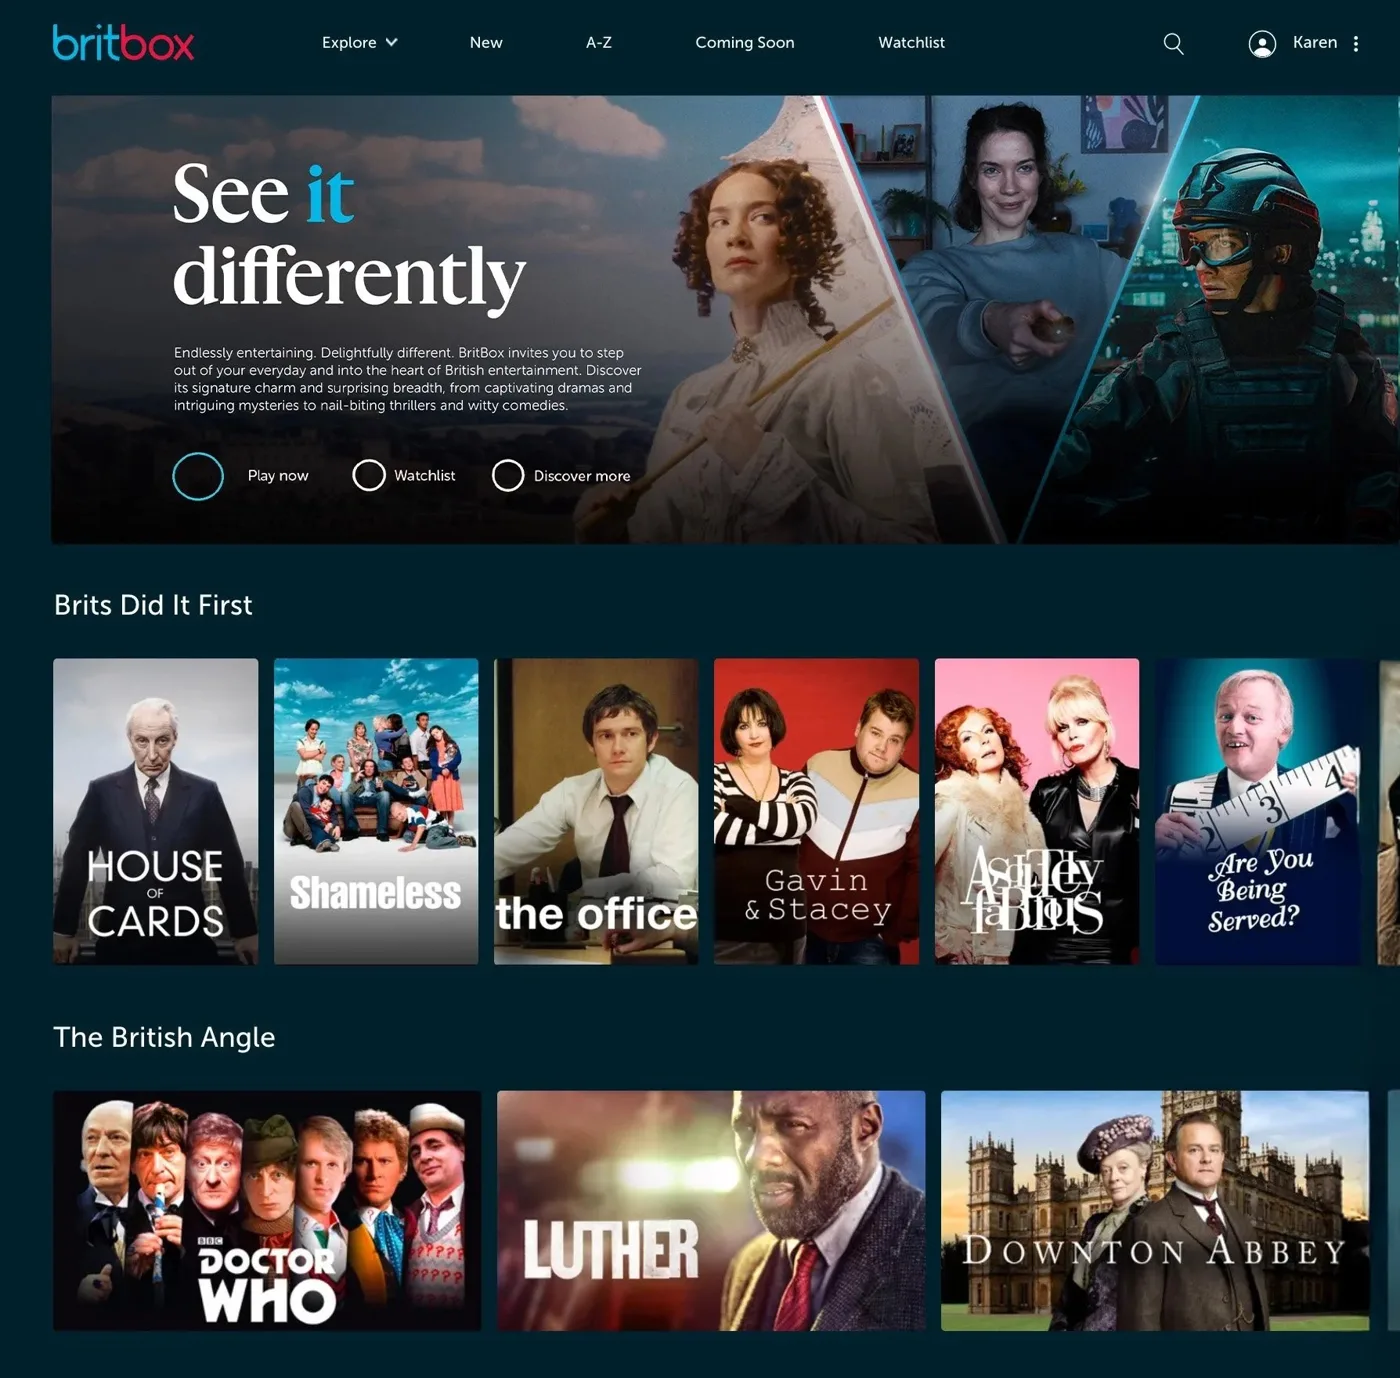 britbox
Explore
New
A-Z
Coming Soon
Watchlist
Karen
See it
differently
Endlessly entertaining. Delightfully different. BritBox invites you to step
out of your everyday and into the heart of British entertainment. Discover
its signature charm and surprising breadth, from captivating dramas and
intriguing mysteries to nail-biting thrillers and witty comedies.
Play now
Watchlist
Discover more
Brits Did It First
HOUSE
OF
CARDS
Shameless
the office
Gavin
& Stacey
ABSOLUTELY
FABULOUS
2 3 4
Are You
Being
Served?
The British Angle
BBC
DOCTOR
WHO
LUTHER
DOWNTON ABBEY